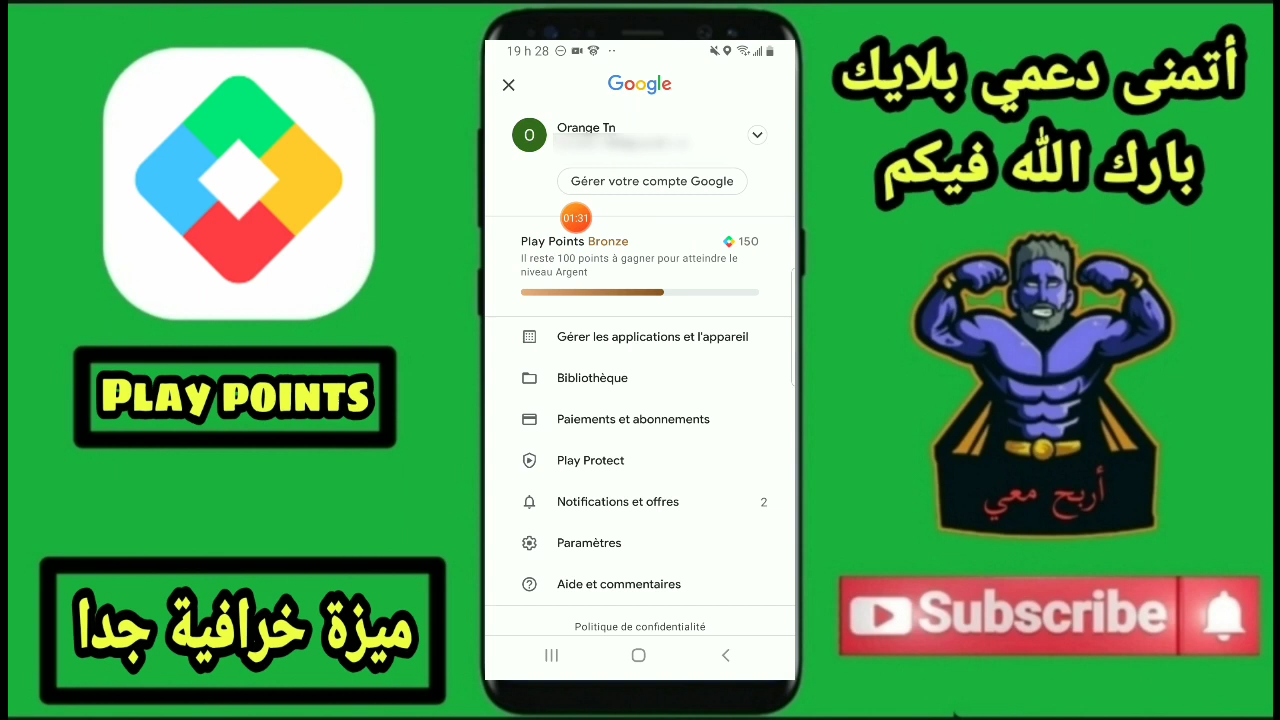 PLAY POINTS
ميزة خرافية جدا
19 h 28
Google
O
Orange Tn
Gérer votre compte Google
01:31
Play Points Bronze
150
Il reste 100 points à gagner pour atteindre le
niveau Argent
Gérer les applications et l'appareil
Bibliothèque
Paiements et abonnements
Play Protect
Notifications et offres
2
Paramètres
Aide et commentaires
Politique de confidentialité
أتمنى دعمي بلايك
بارك الله فيكم
أربح معي
Subscribe